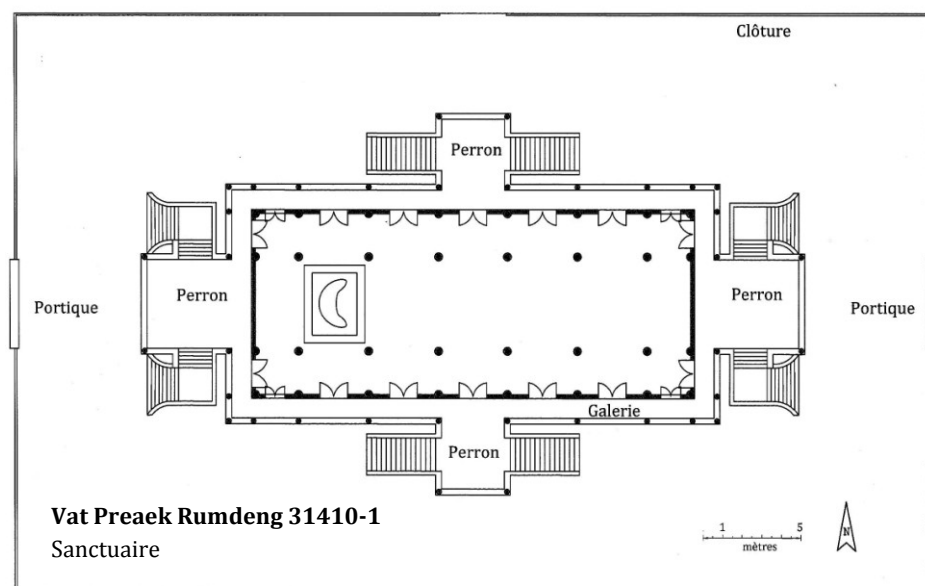 Clôture
Perron
Portique
Perron
Perron
Portique
Galerie
Perron
Vat Preaek Rumdeng 31410-1
Sanctuaire
1 5
mètres
N